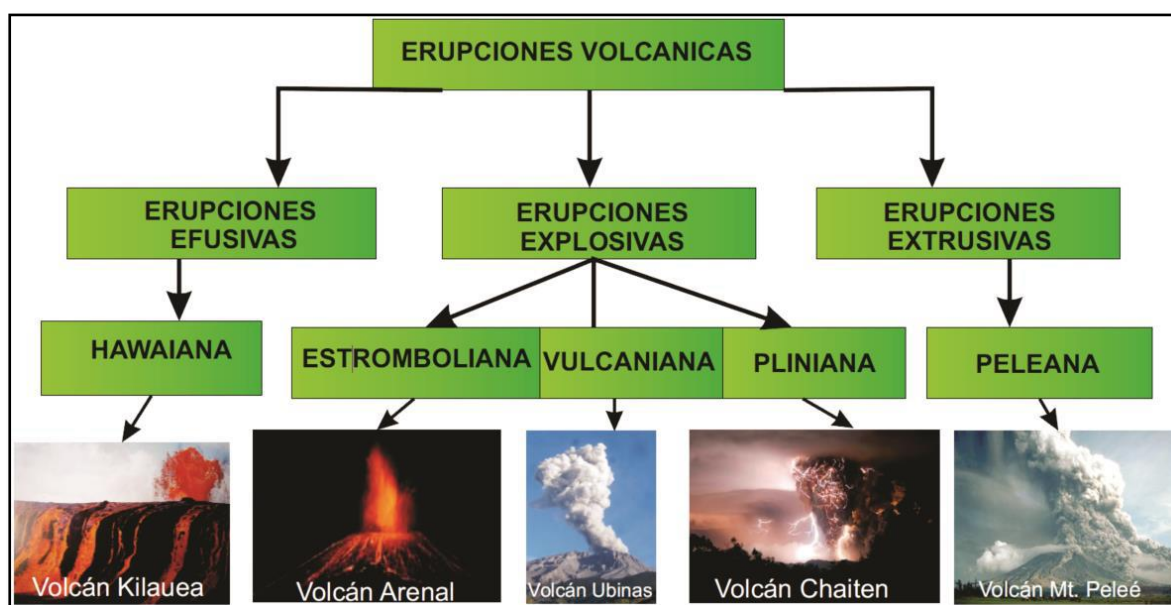 ERUPCIONES VOLCANICAS
ERUPCIONES
EFUSIVAS
ERUPCIONES
EXPLOSIVAS
ERUPCIONES
EXTRUSIVAS
HAWAIANA
ESTROMBOLIANA
VULCANIANA
PLINIANA
PELEANA
Volcán Kilauea
Volcán Arenal
Volcán Ubinas
Volcán Chaiten
Volcán Mt. Peleé